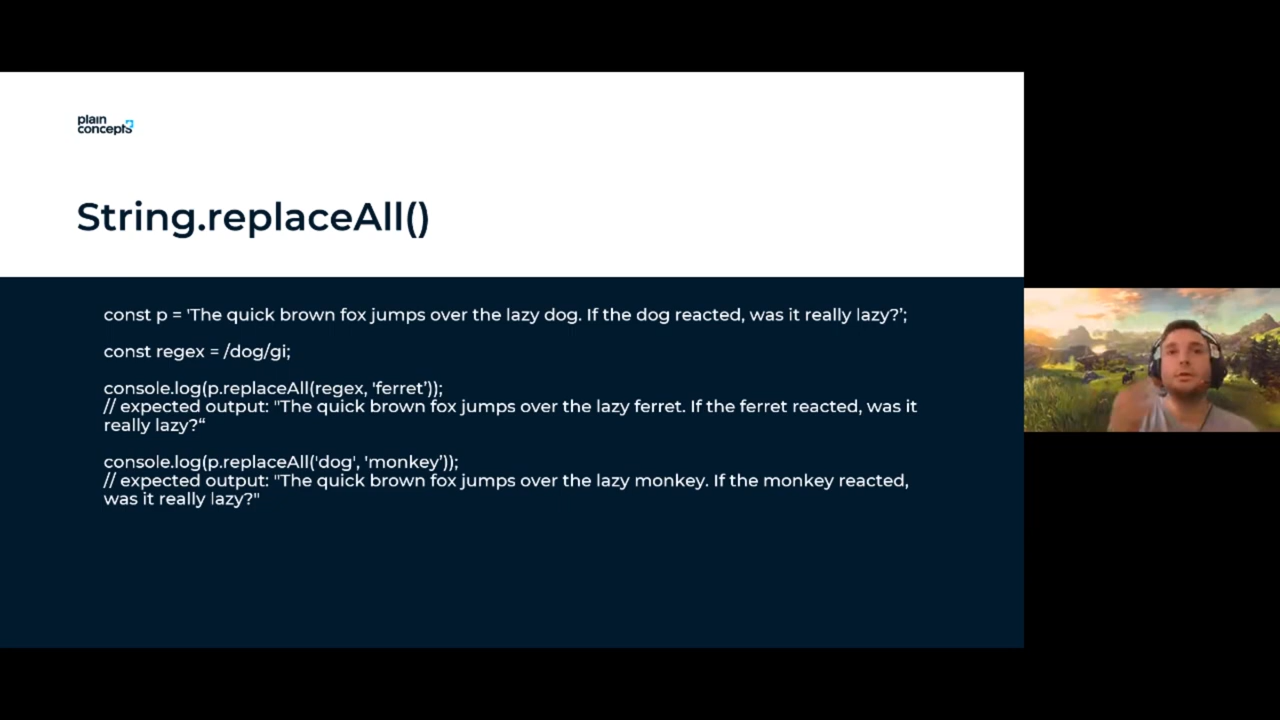 plain
concepts
String.replaceAll()
const p = 'The quick brown fox jumps over the lazy dog. If the dog reacted, was it really lazy?’;
const regex = /dog/gi;
console.log(p.replaceAll(regex, 'ferret’));
// expected output: "The quick brown fox jumps over the lazy ferret. If the ferret reacted, was it
really lazy?“
console.log(p.replaceAll('dog', 'monkey’));
// expected output: "The quick brown fox jumps over the lazy monkey. If the monkey reacted,
was it really lazy?"